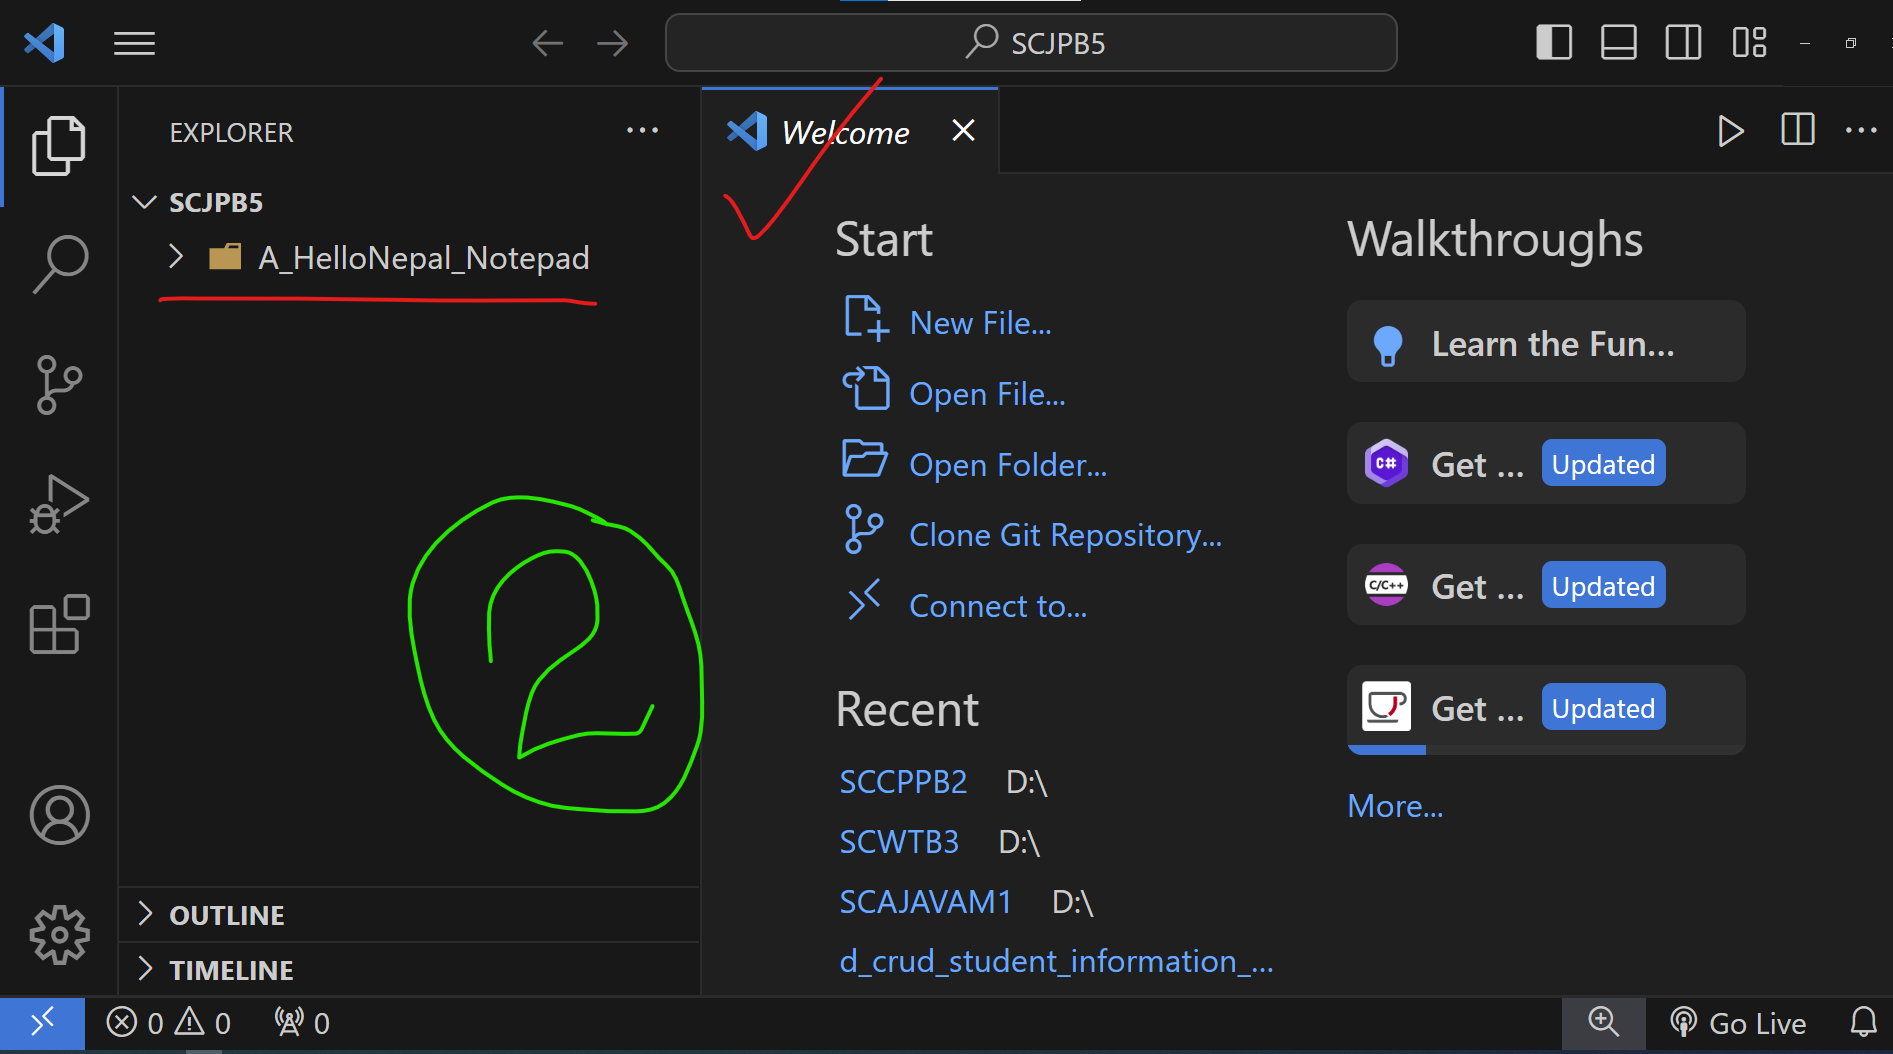 SCJPB5
EXPLORER
Welcome
SCJPB5
A_HelloNepal_Notepad
Start
New File...
Open File...
Open Folder...
Clone Git Repository...
Connect to...
Recent
SCCPPB2 D:\
SCWTB3 D:\
SCAJAVAM1 D:\
d_crud_student_information_...
Walkthroughs
Learn the Fun...
C# Get ... Updated
C/C++ Get ... Updated
Get ... Updated
More...
2
OUTLINE
TIMELINE
0 0 0
Go Live